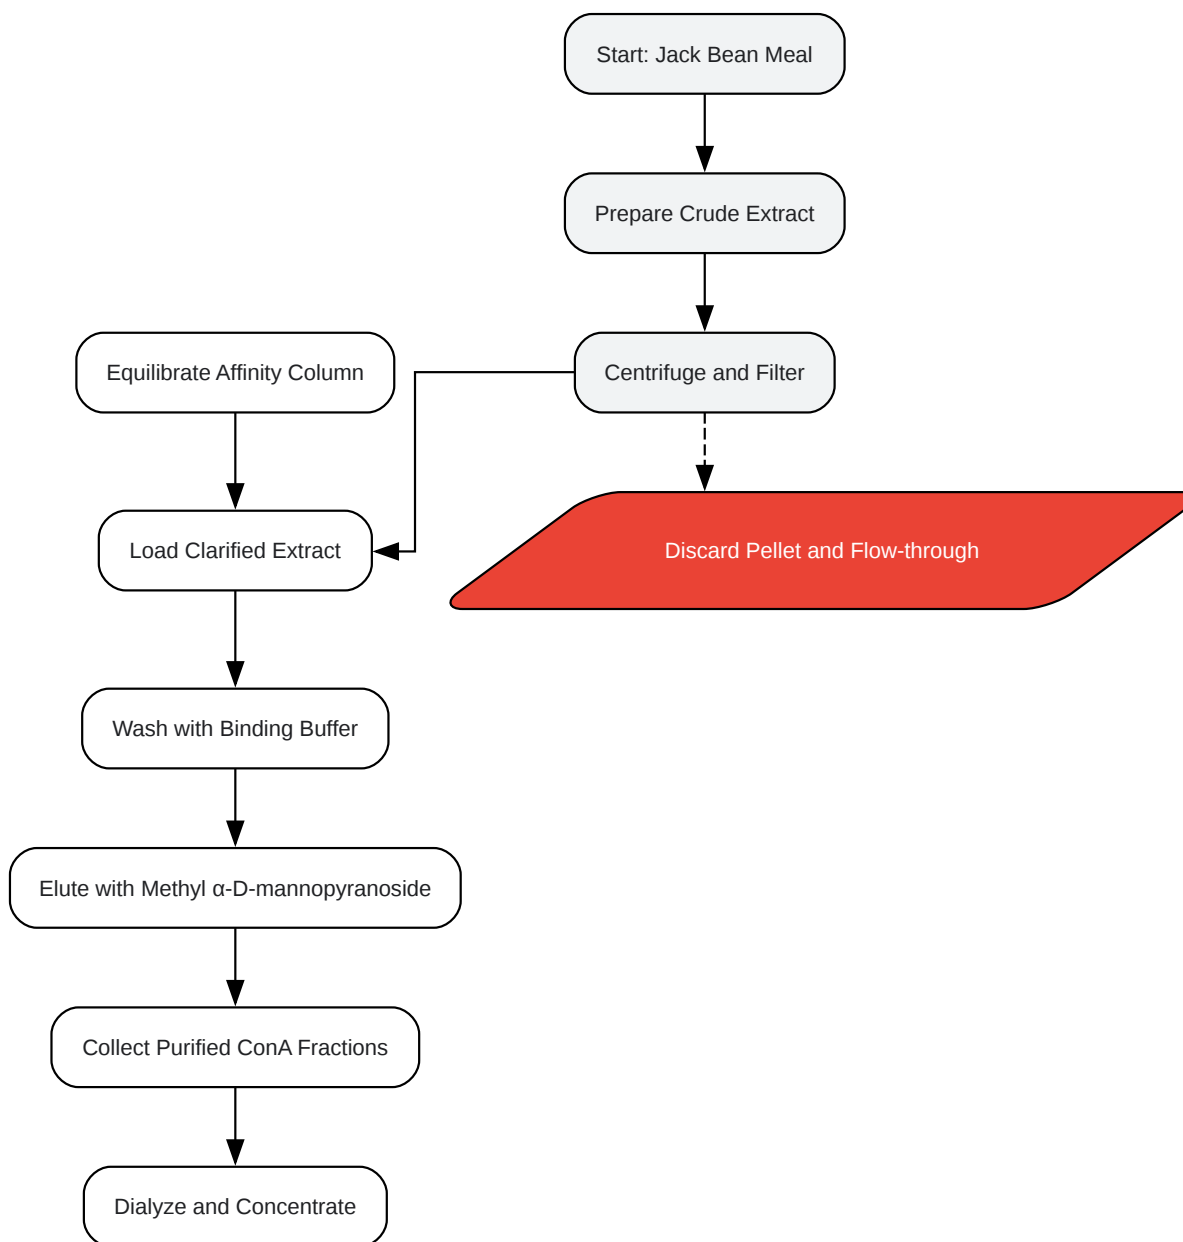 Start: Jack Bean Meal
Prepare Crude Extract
Equilibrate Affinity Column
Centrifuge and Filter
Load Clarified Extract
Discard Pellet and Flow-through
Wash with Binding Buffer
Elute with Methyl α-D-mannopyranoside
Collect Purified ConA Fractions
Dialyze and Concentrate